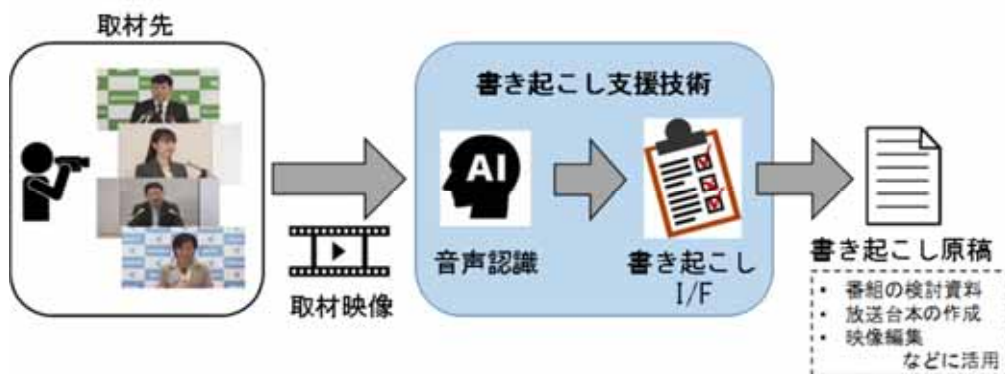 取材先
取材映像
書き起こし支援技術
AI
音声認識
書き起こし
I/F
書き起こし原稿
・ 番組の検討資料
・ 放送台本の作成
・ 映像編集
などに活用